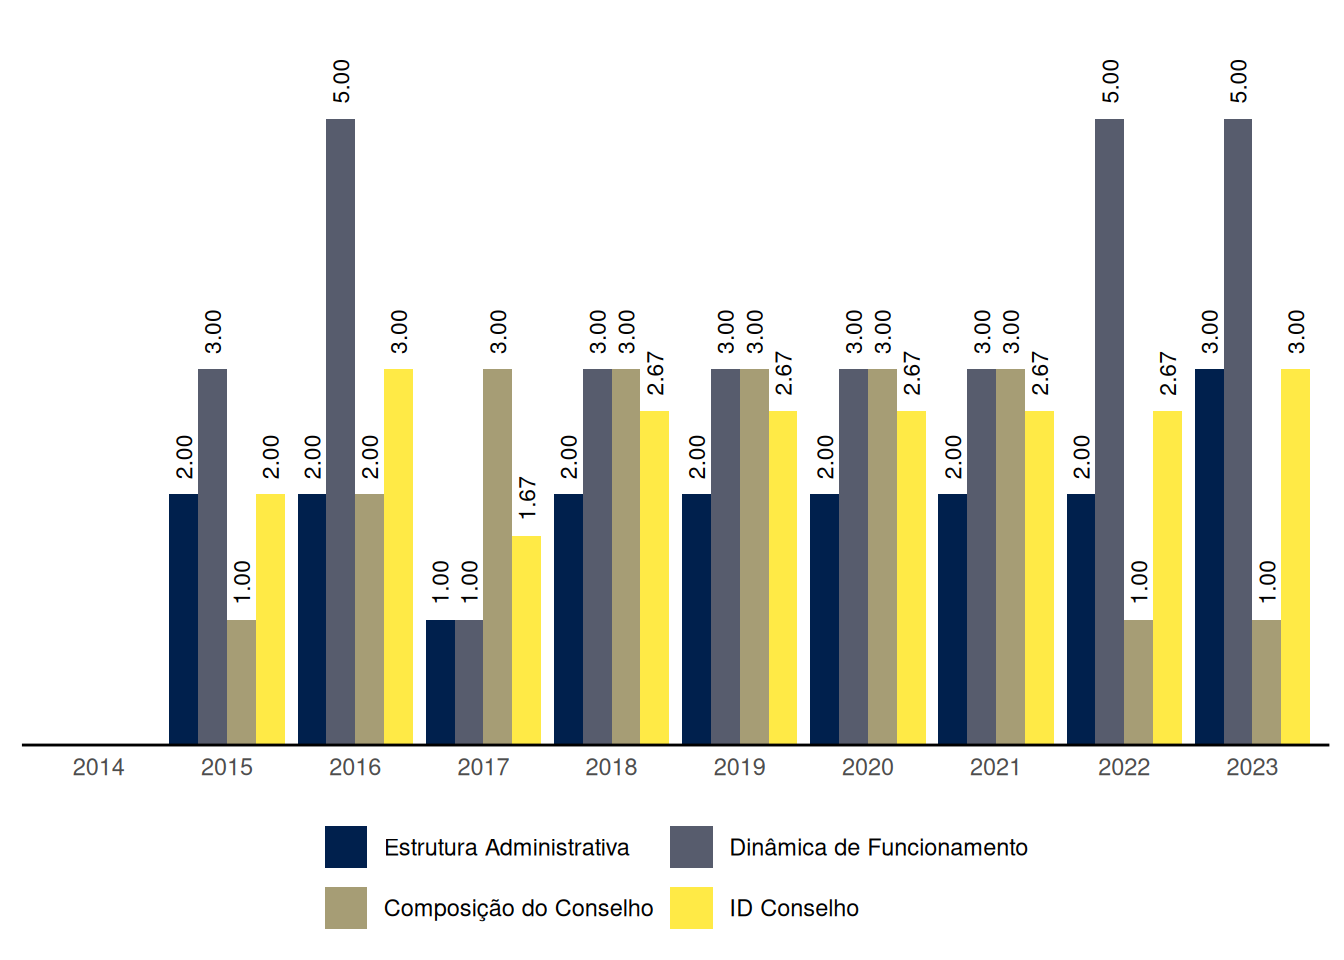 5.00 5.00 5.00
3.00 3.00 3.00 3.00 3.00 3.00 3.00 3.00 3.00 3.00 3.00 3.00 3.00
2.67 2.67 2.67 2.67 2.67
2.00 2.00 2.00 2.00 2.00 2.00 2.00 2.00 2.00
1.67
1.00 1.00 1.00 1.00 1.00
2014 2015 2016 2017 2018 2019 2020 2021 2022 2023
Estrutura Administrativa Dinâmica de Funcionamento
Composição do Conselho ID Conselho